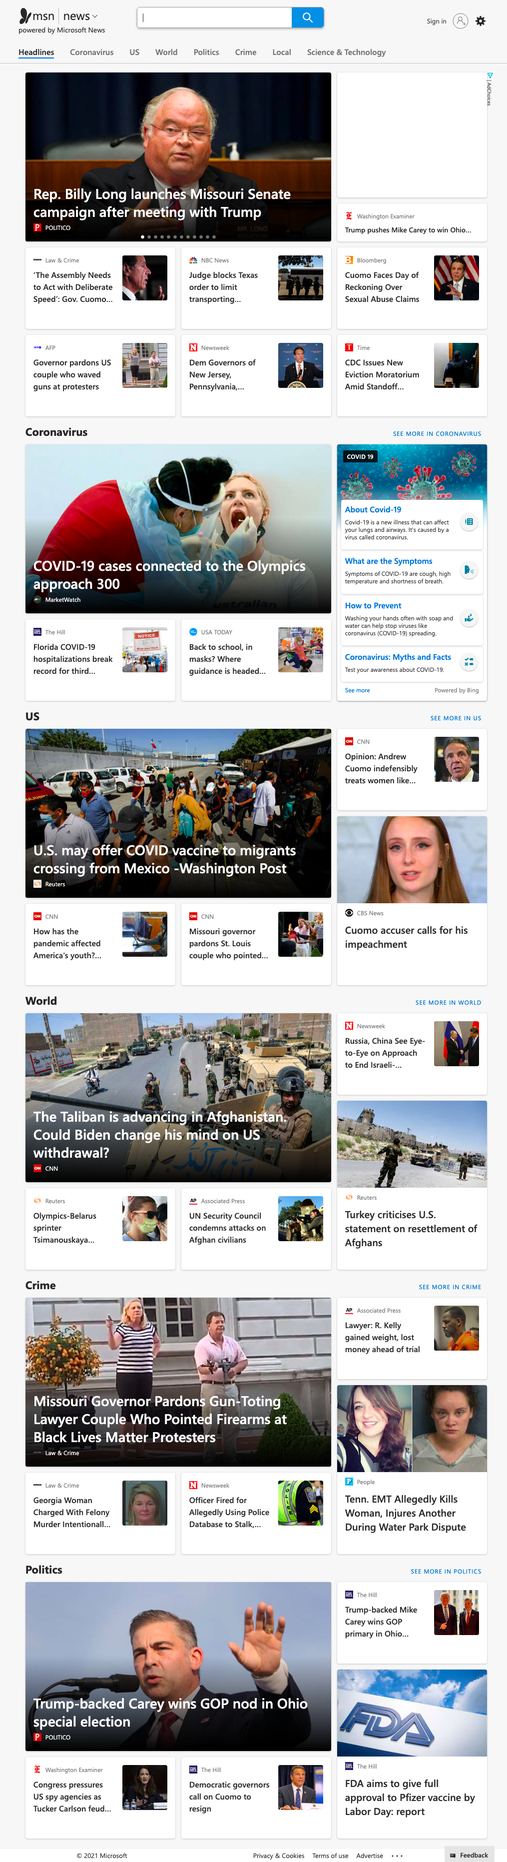 msn | news
powered by Microsoft News
Sign in
Headlines
Coronavirus
US
World
Politics
Crime
Local
Science & Technology
Rep. Billy Long launches Missouri Senate
campaign after meeting with Trump
POLITICO
AdChoices
Washington Examiner
Trump pushes Mike Carey to win Ohio...
Law & Crime
'The Assembly Needs
to Act with Deliberate
Speed': Gov. Cuomo...
NBC News
Judge blocks Texas
order to limit
transporting...
Bloomberg
Cuomo Faces Day of
Reckoning Over
Sexual Abuse Claims
AFP
Governor pardons US
couple who waved
guns at protesters
Newsweek
Dem Governors of
New Jersey,
Pennsylvania,...
Time
CDC Issues New
Eviction Moratorium
Amid Standoff...
Coronavirus
SEE MORE IN CORONAVIRUS
COVID-19 cases connected to the Olympics
approach 300
MarketWatch
COVID 19
About Covid-19
Covid-19 is a new illness that can affect
your lungs and airways. It's caused by a
virus called coronavirus.
What are the Symptoms
Symptoms of COVID-19 are cough, high
temperature and shortness of breath.
How to Prevent
Washing your hands often with soap and
water can help stop viruses like
coronavirus (COVID-19) spreading.
Coronavirus: Myths and Facts
Test your awareness about COVID-19.
See more
Powered by Bing
The Hill
Florida COVID-19
hospitalizations break
record for third...
NOTICE
USA TODAY
Back to school, in
masks? Where
guidance is headed...
US
SEE MORE IN US
U.S. may offer COVID vaccine to migrants
crossing from Mexico -Washington Post
Reuters
CNN
Opinion: Andrew
Cuomo indefensibly
treats women like...
CBS News
Cuomo accuser calls for his
impeachment
CNN
How has the
pandemic affected
America's youth?...
CNN
Missouri governor
pardons St. Louis
couple who pointed...
World
SEE MORE IN WORLD
The Taliban is advancing in Afghanistan.
Could Biden change his mind on US
withdrawal?
CNN
Newsweek
Russia, China See Eye-
to-Eye on Approach
to End Israeli-...
Reuters
Turkey criticises U.S.
statement on resettlement of
Afghans
Reuters
Olympics-Belarus
sprinter
Tsimanouskaya...
Associated Press
UN Security Council
condemns attacks on
Afghan civilians
Crime
SEE MORE IN CRIME
Missouri Governor Pardons Gun-Toting
Lawyer Couple Who Pointed Firearms at
Black Lives Matter Protesters
Law & Crime
Associated Press
Lawyer: R. Kelly
gained weight, lost
money ahead of trial
People
Tenn. EMT Allegedly Kills
Woman, Injures Another
During Water Park Dispute
Law & Crime
Georgia Woman
Charged With Felony
Murder Intentionall...
Newsweek
Officer Fired for
Allegedly Using Police
Database to Stalk,...
Politics
SEE MORE IN POLITICS
Trump-backed Carey wins GOP nod in Ohio
special election
POLITICO
The Hill
Trump-backed Mike
Carey wins GOP
primary in Ohio...
FDA
The Hill
FDA aims to give full
approval to Pfizer vaccine by
Labor Day: report
Washington Examiner
Congress pressures
US spy agencies as
Tucker Carlson feud...
The Hill
Democratic governors
call on Cuomo to
resign
© 2021 Microsoft
Privacy & Cookies
Terms of use
Advertise
Feedback